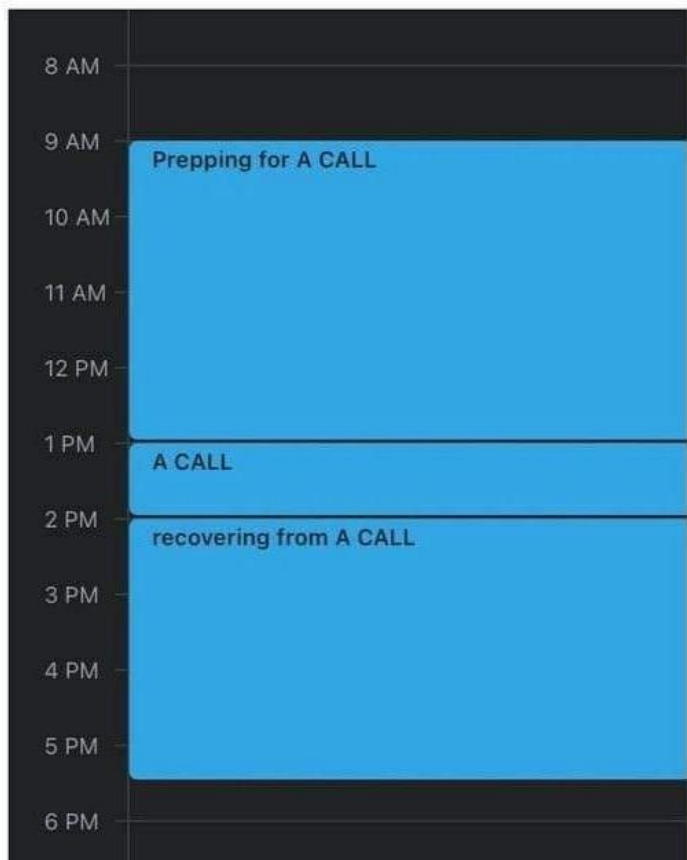 8 AM
9 AM
Prepping for A CALL
10 AM
11 AM
12 PM
1 PM
A CALL
2 PM
recovering from A CALL
3 PM
4 PM
5 PM
6 PM